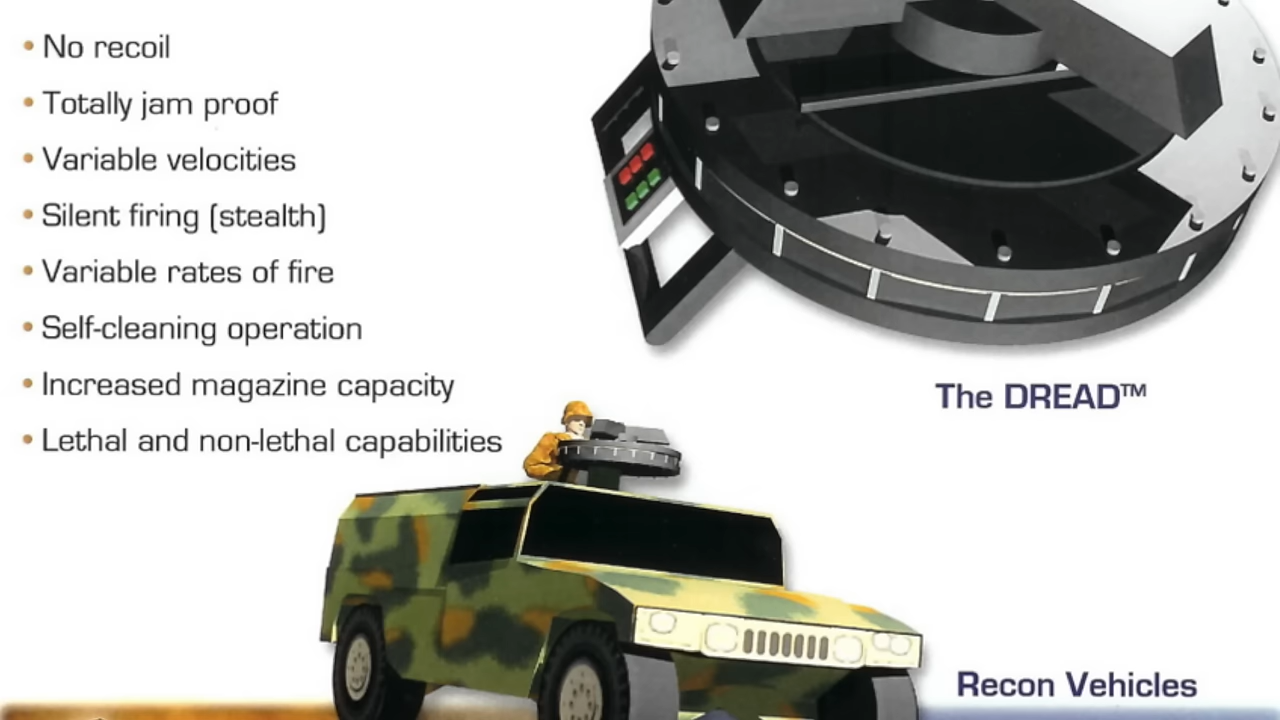 • No recoil
• Totally jam proof
• Variable velocities
• Silent firing (stealth)
• Variable rates of fire
• Self-cleaning operation
• Increased magazine capacity
• Lethal and non-lethal capabilities
The DREAD™
Recon Vehicles